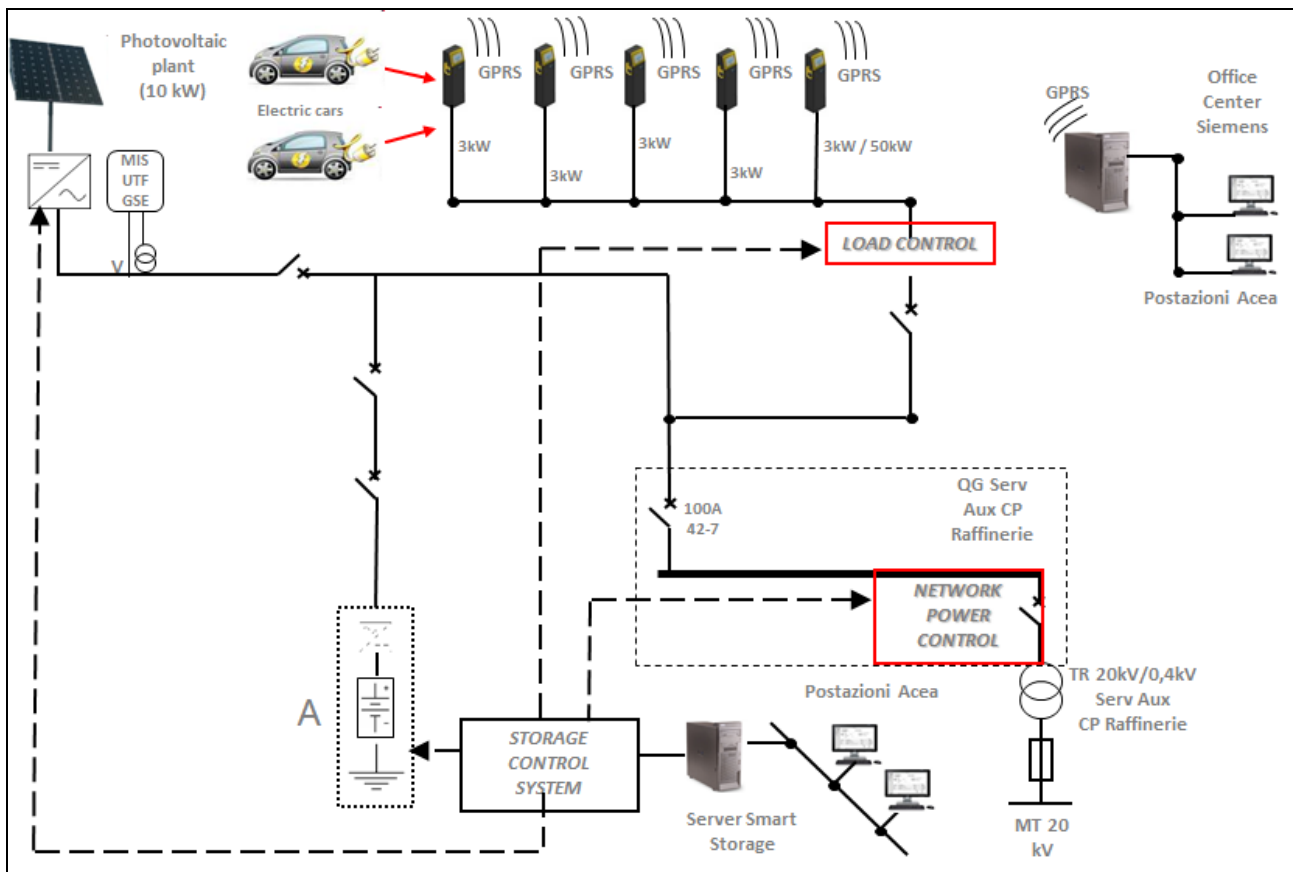 Photovoltaic
plant
(10 kW)
Electric cars
GPRS
GPRS
GPRS
GPRS
GPRS
3kW
3kW
3kW
3kW
3kW / 50kW
GPRS
Office
Center
Siemens
Postazioni Acea
MIS
UTF
GSE
V
LOAD CONTROL
100A
42-7
QG Serv
Aux CP
Raffinerie
NETWORK
POWER
CONTROL
TR 20kV/0,4kV
Serv Aux
CP Raffinerie
MT 20
kV
A
STORAGE
CONTROL
SYSTEM
Postazioni Acea
Server Smart
Storage